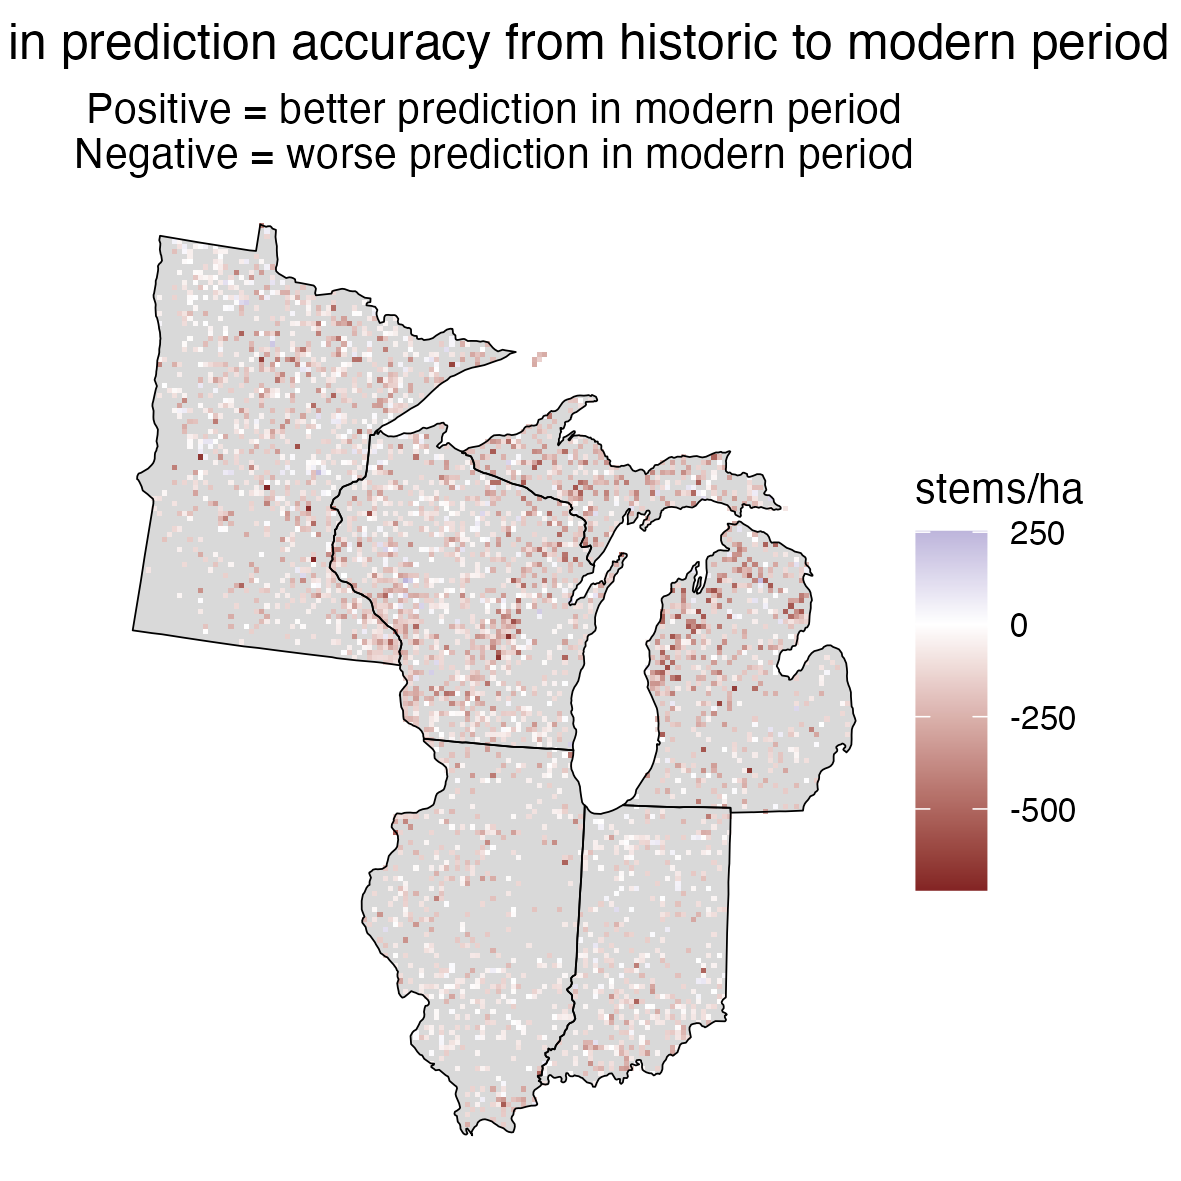 in prediction accuracy from historic to modern period
Positive = better prediction in modern period
Negative = worse prediction in modern period
stems/ha
250
0
-250
-500